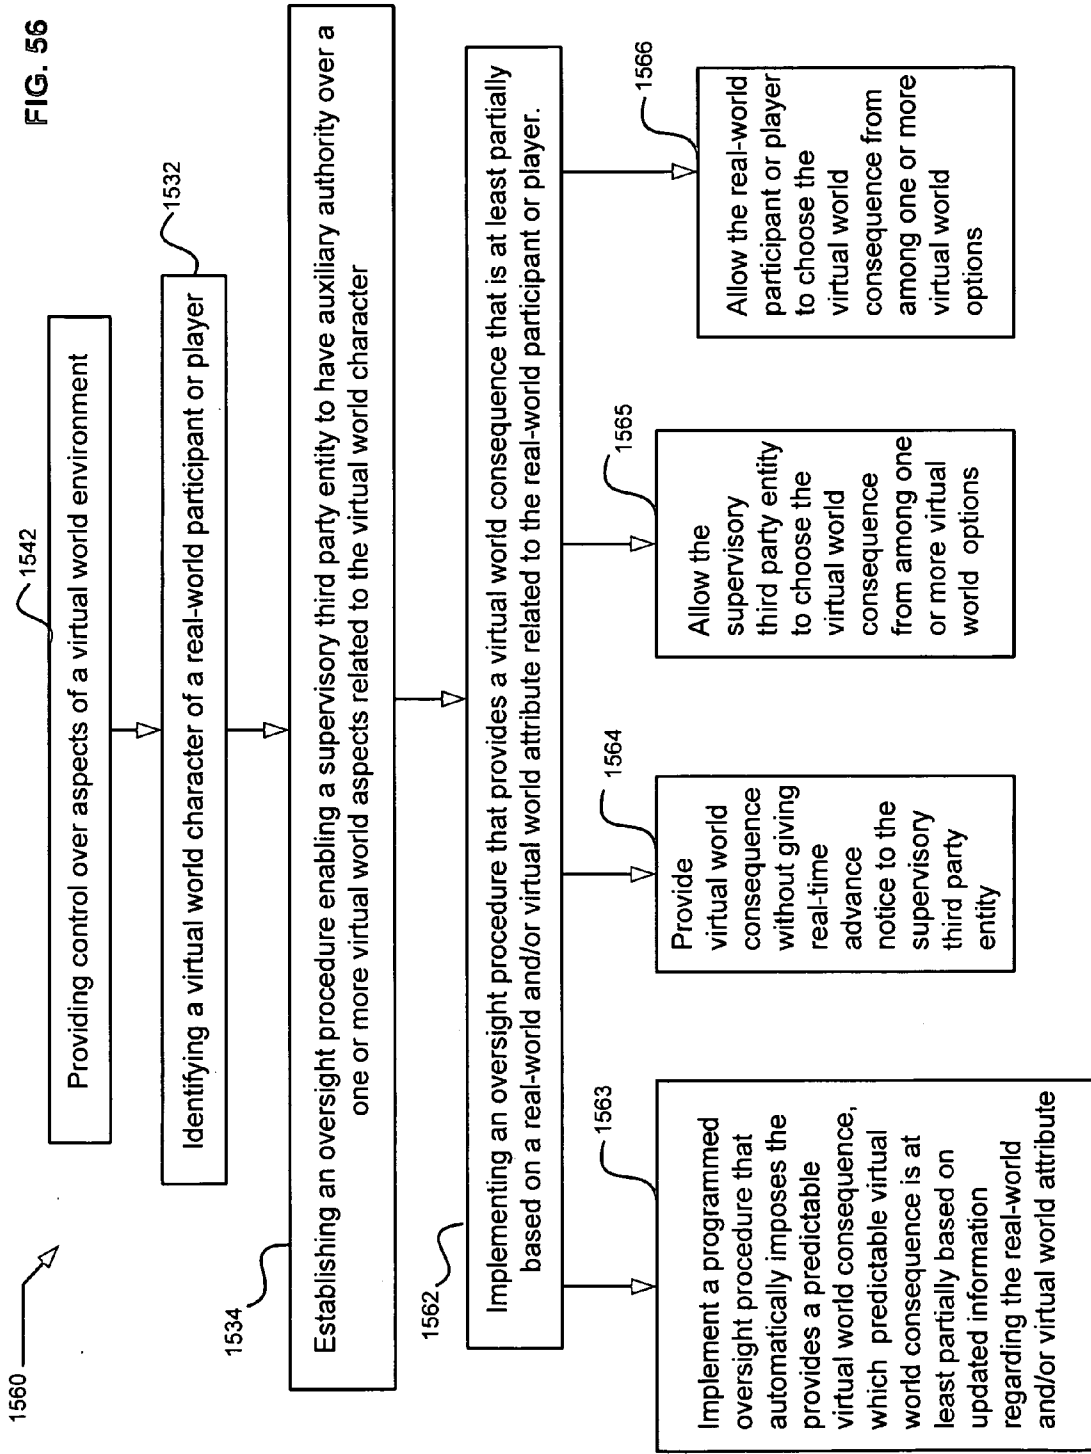 FIG. 56
1560
1542
Providing control over aspects of a virtual world environment
1532
Identifying a virtual world character of a real-world participant or player
1534
Establishing an oversight procedure enabling a supervisory third party entity to have auxiliary authority over a
one or more virtual world aspects related to the virtual world character
1562
Implementing an oversight procedure that provides a virtual world consequence that is at least partially
based on a real-world and/or virtual world attribute related to the real-world participant or player.
1563
Implement a programmed
oversight procedure that
automatically imposes the
provides a predictable
virtual world consequence,
which predictable virtual
world consequence is at
least partially based on
updated information
regarding the real-world
and/or virtual world attribute
1564
Provide
virtual world
consequence
without giving
real-time
advance
notice to the
supervisory
third party
entity
1565
Allow the
supervisory
third party entity
to choose the
virtual world
consequence
from among one
or more virtual
world options
1566
Allow the real-world
participant or player
to choose the
virtual world
consequence from
among one or more
virtual world
options